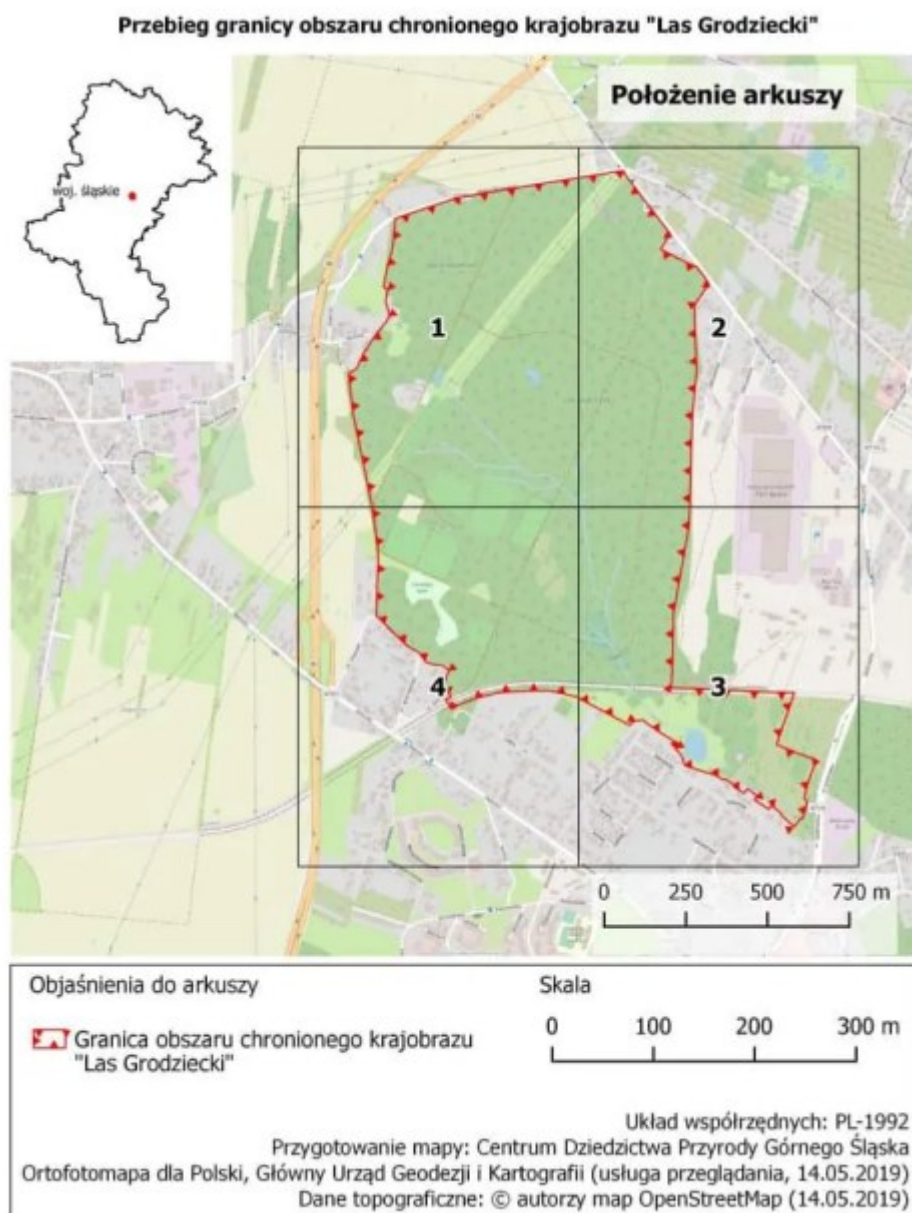 Przebieg granicy obszaru chronionego krajobrazu "Las Grodziecki"
Położenie arkuszy
woj. śląskie
1
2
4
3
0 250 500 750 m
Objaśnienia do arkuszy
Skala
Granica obszaru chronionego krajobrazu
"Las Grodziecki"
0 100 200 300 m
Układ współrzędnych: PL-1992
Przygotowanie mapy: Centrum Dziedzictwa Przyrody Górnego Śląska
Ortofotomapa dla Polski, Główny Urząd Geodezji i Kartografii (usługa przeglądania, 14.05.2019)
Dane topograficzne: © autorzy map OpenStreetMap (14.05.2019)